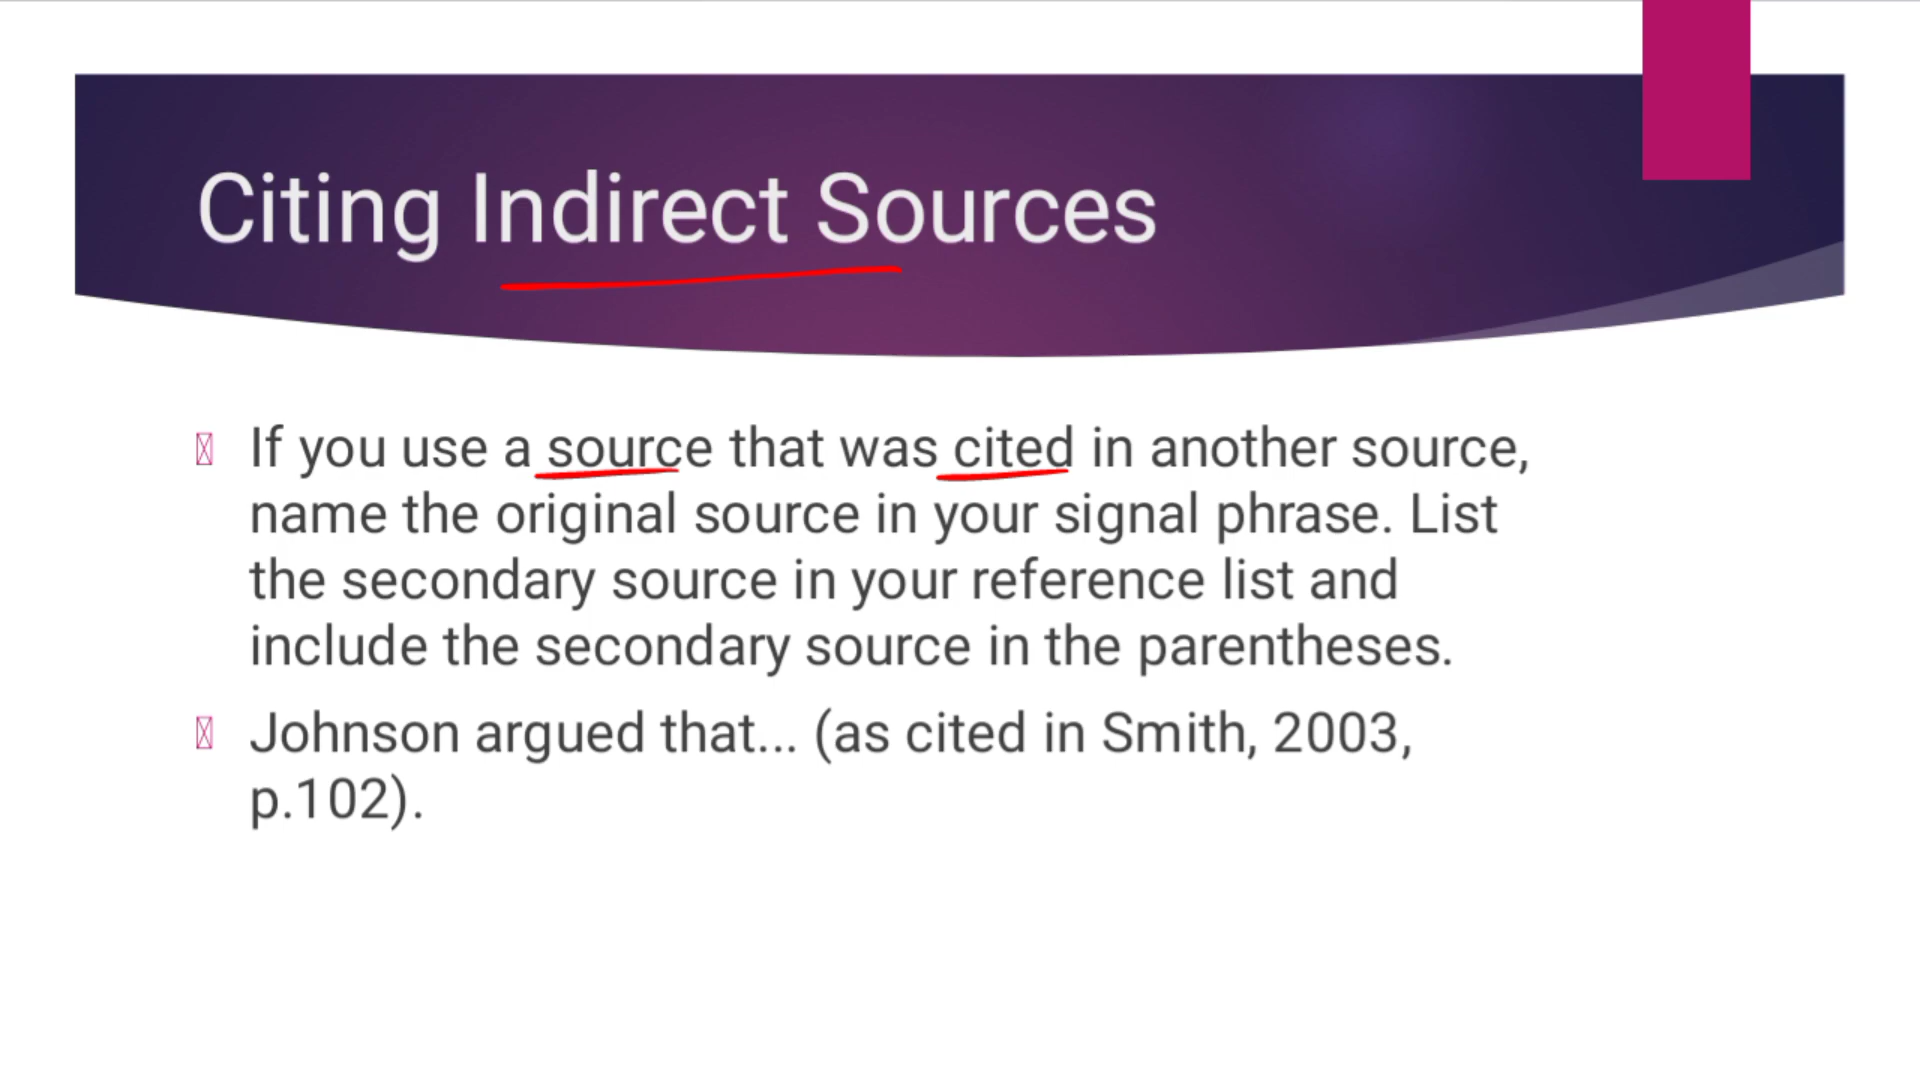 Citing Indirect Sources
If you use a source that was cited in another source,
name the original source in your signal phrase. List
the secondary source in your reference list and
include the secondary source in the parentheses.
Johnson argued that... (as cited in Smith, 2003,
p.102).